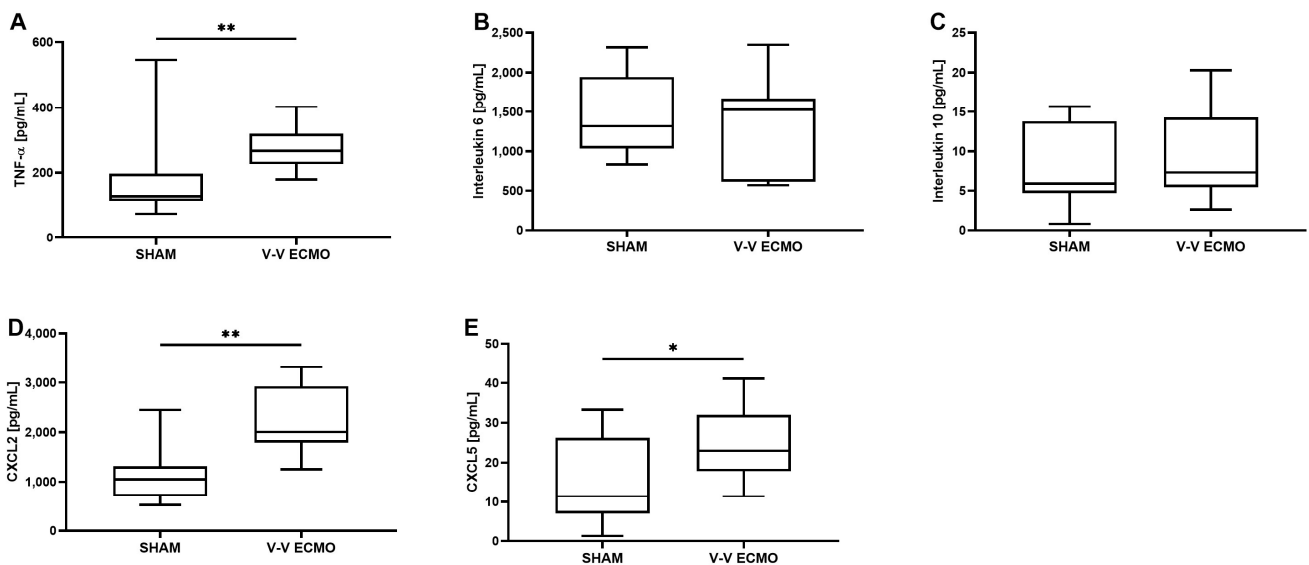 A
TNF-α [pg/mL]
600
400
200
0
**
SHAM
V-V ECMO
B
Interleukin 6 [pg/mL]
2,500
2,000
1,500
1,000
500
0
SHAM
V-V ECMO
C
Interleukin 10 [pg/mL]
25
20
15
10
5
0
SHAM
V-V ECMO
D
CXCL2 [pg/mL]
4,000
3,000
2,000
1,000
0
**
SHAM
V-V ECMO
E
CXCL5 [pg/mL]
50
40
30
20
10
0
*
SHAM
V-V ECMO